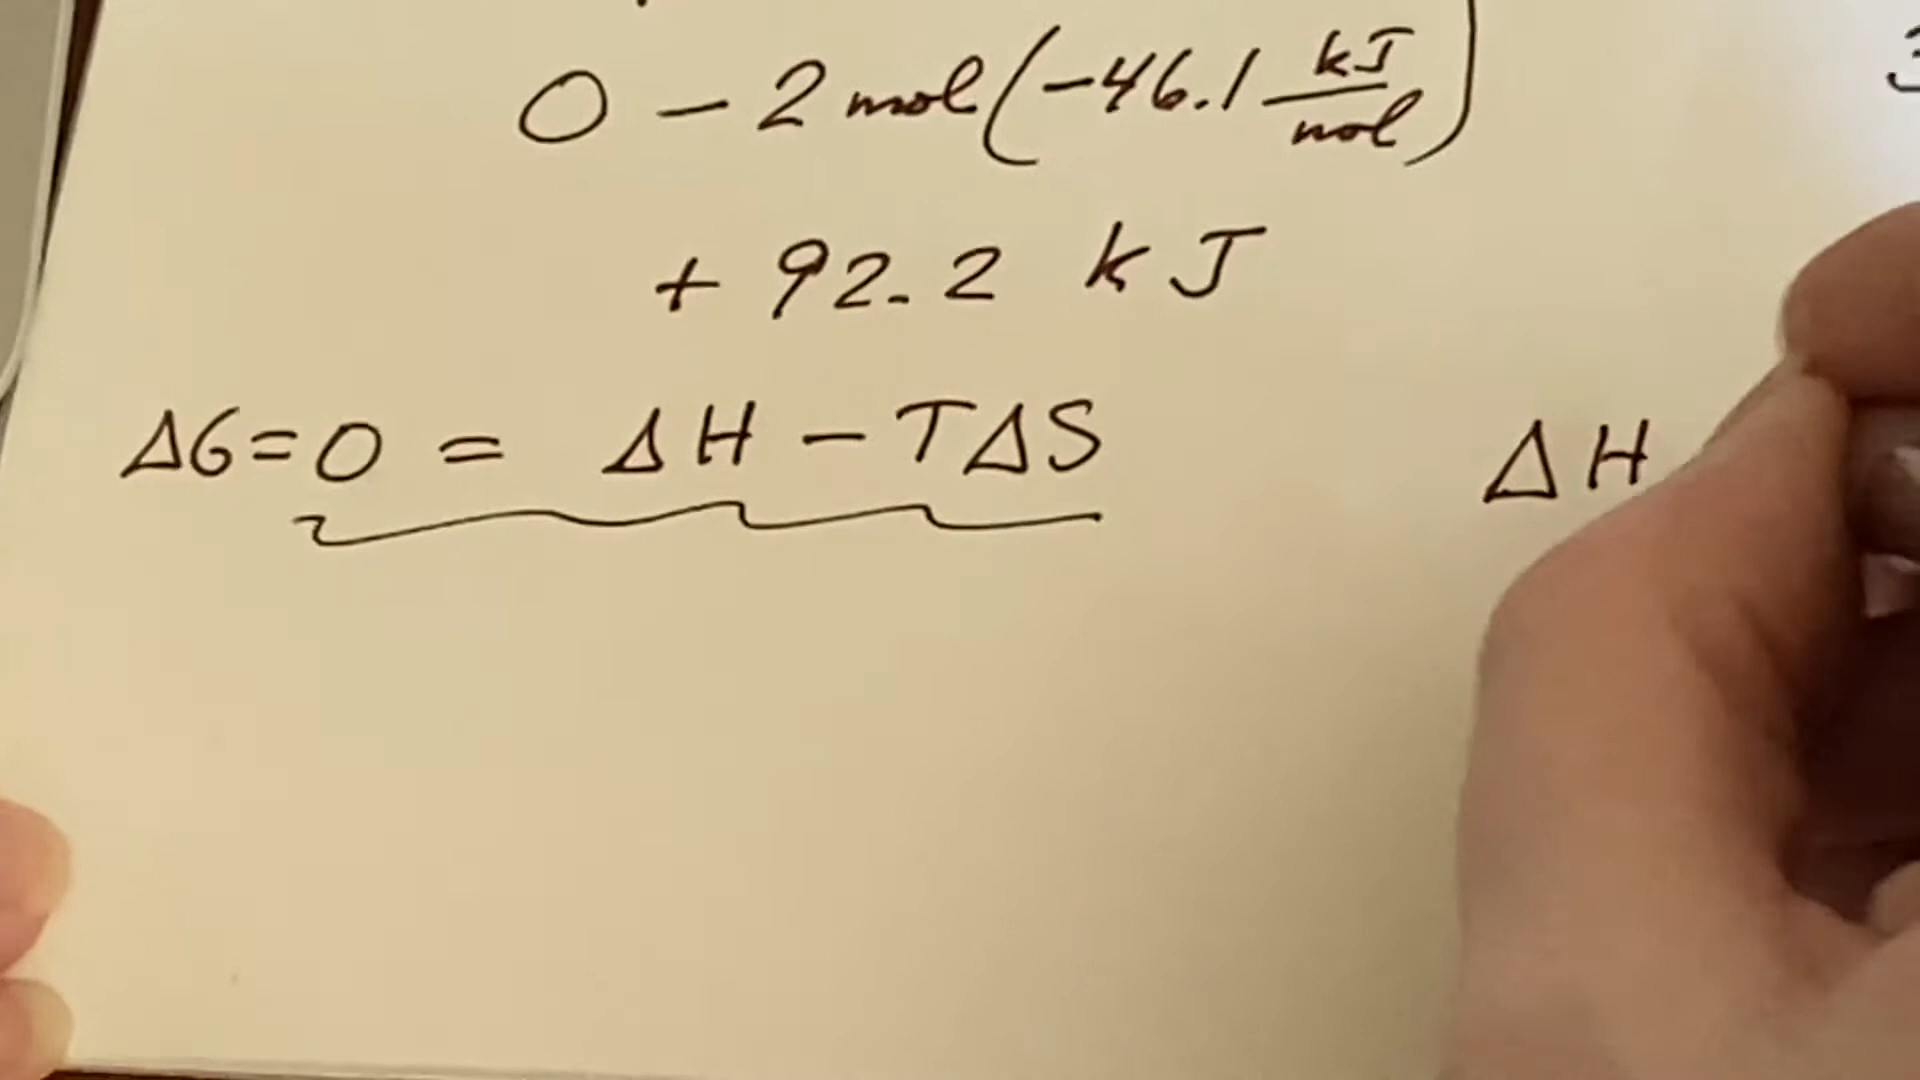 0 − 2 mol (−46.1 kJ/mol)
+ 92.2 kJ
ΔG = 0 = ΔH − TΔS
ΔH